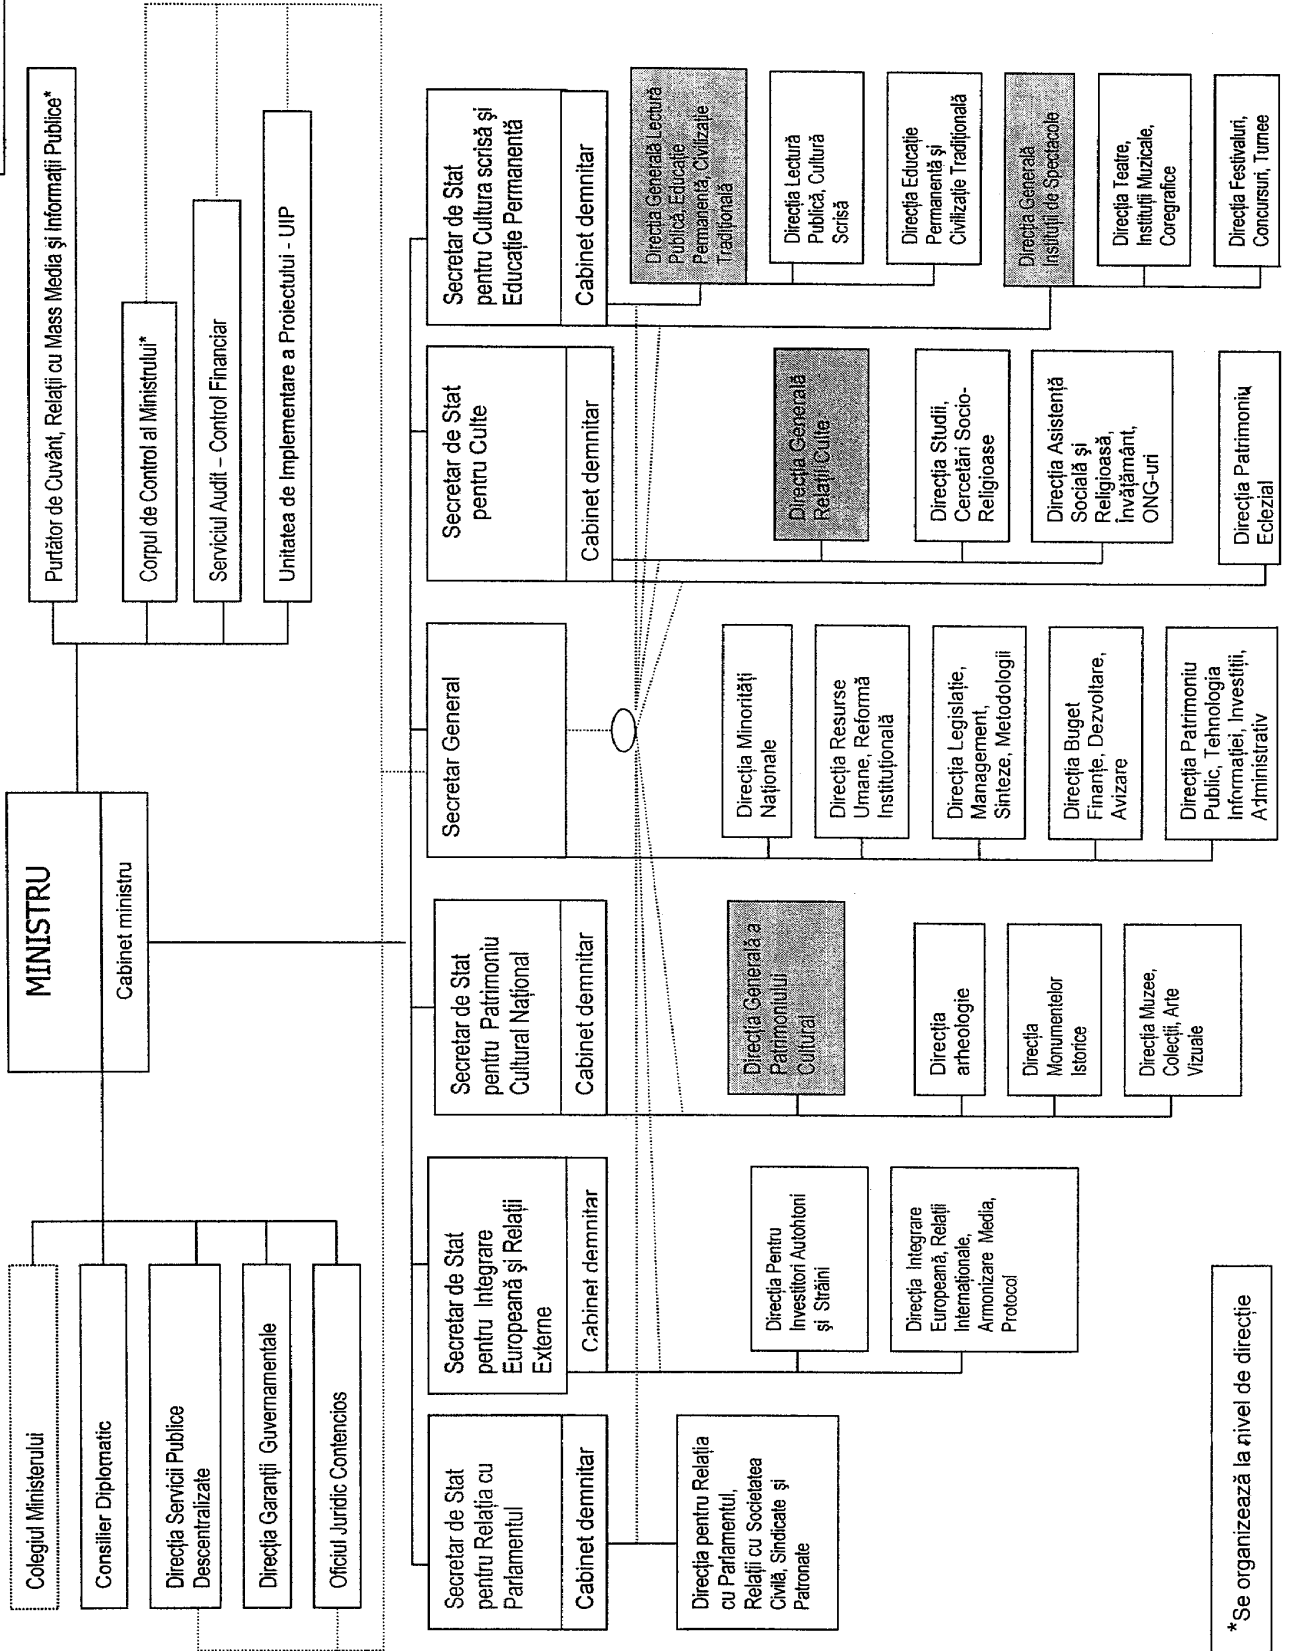 MINISTRU
Cabinet ministru
Colegiul Ministerului
Consilier Diplomatic
Direcția Servicii Publice
Descentralizate
Direcția Garanții Guvernamentale
Oficiul Juridic Contencios
Purtător de Cuvânt, Relații cu Mass Media și Informații Publice*
Corpul de Control al Ministrului*
Serviciul Audit – Control Financiar
Unitatea de Implementare a Proiectului - UIP
Secretar de Stat
pentru Relația cu
Parlamentul
Cabinet demnitar
Direcția pentru Relația
cu Parlamentul,
Relații cu Societatea
Civilă, Sindicate și
Patronate
Secretar de Stat
pentru Integrare
Europeană și Relații
Externe
Cabinet demnitar
Direcția Pentru
Investitori Autohtoni
și Străini
Direcția Integrare
Europeană, Relații
Internaționale,
Armonizare Media,
Protocol
Secretar de Stat
pentru Patrimoniu
Cultural Național
Cabinet demnitar
Direcția Generală a
Patrimoniului
Cultural
Direcția
arheologie
Direcția
Monumentelor
Istorice
Direcția Muzee,
Colecții, Arte
Vizuale
Secretar General
Direcția Minorități
Naționale
Direcția Resurse
Umane, Reformă
Instituțională
Direcția Legislație,
Management,
Sinteze, Metodologii
Direcția Buget
Finanțe, Dezvoltare,
Avizare
Direcția Patrimoniu
Public, Tehnologia
Informației, Investiții,
Administrativ
Secretar de Stat
pentru Culte
Cabinet demnitar
Direcția Generală
Relații Culte
Direcția Studii,
Cercetări Socio-
Religioase
Direcția Asistență
Socială și
Religioasă,
Învățământ,
ONG-uri
Direcția Patrimoniu
Eclezial
Secretar de Stat
pentru Cultura scrisă și
Educație Permanentă
Cabinet demnitar
Direcția Generală Lectură
Publică, Educație
Permanentă, Civilizație
Tradițională
Direcția Lectură
Publică, Cultură
Scrisă
Direcția Educație
Permanentă și
Civilizație Tradițională
Direcția Generală
Instituții de Spectacole
Direcția Teatre,
Instituții Muzicale,
Coregrafice
Direcția Festivaluri,
Concursuri, Turnee
*Se organizează la nivel de direcție